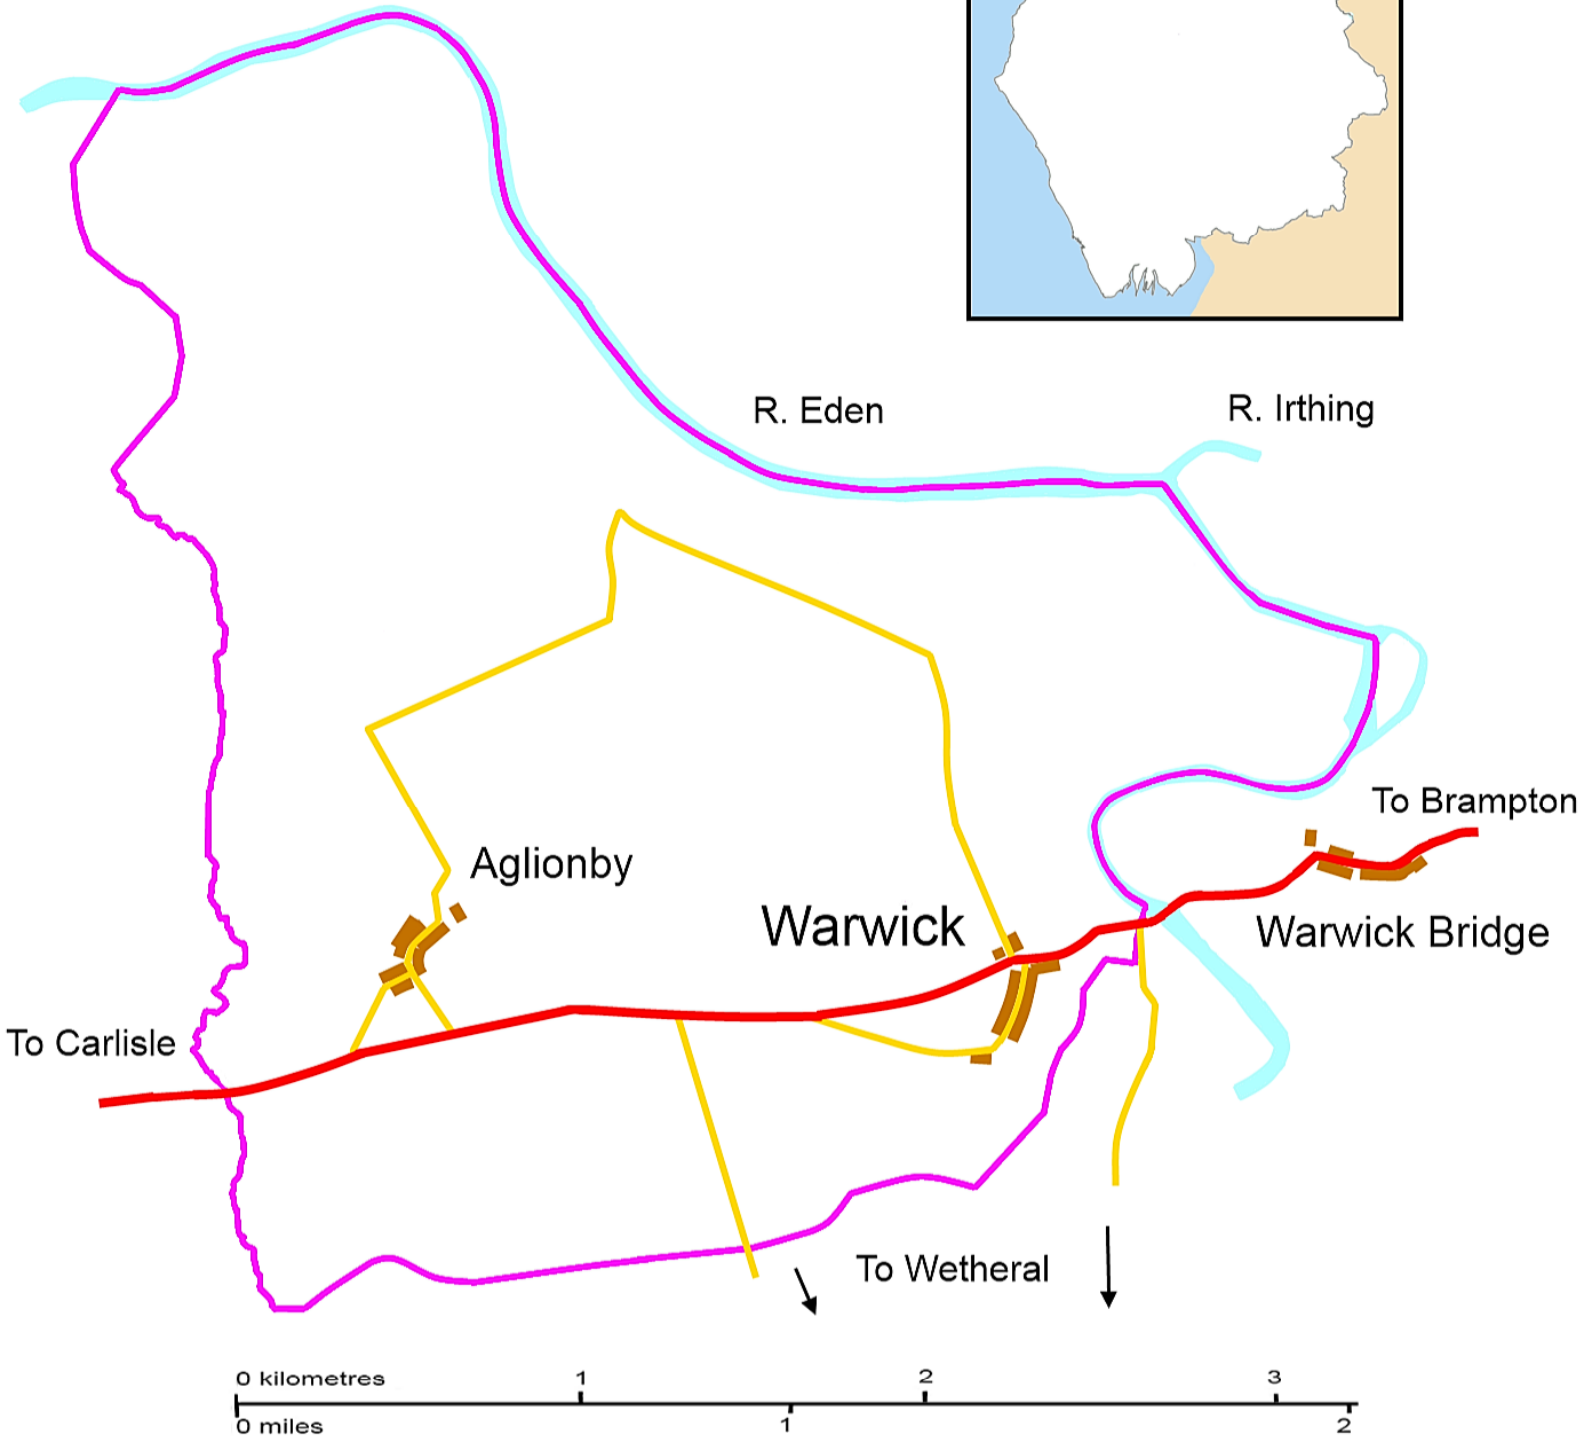 R. Eden
R. Irthing
To Brampton
Aglionby
Warwick
Warwick Bridge
To Carlisle
To Wetheral
0 kilometres 1 2 3
0 miles 1 2